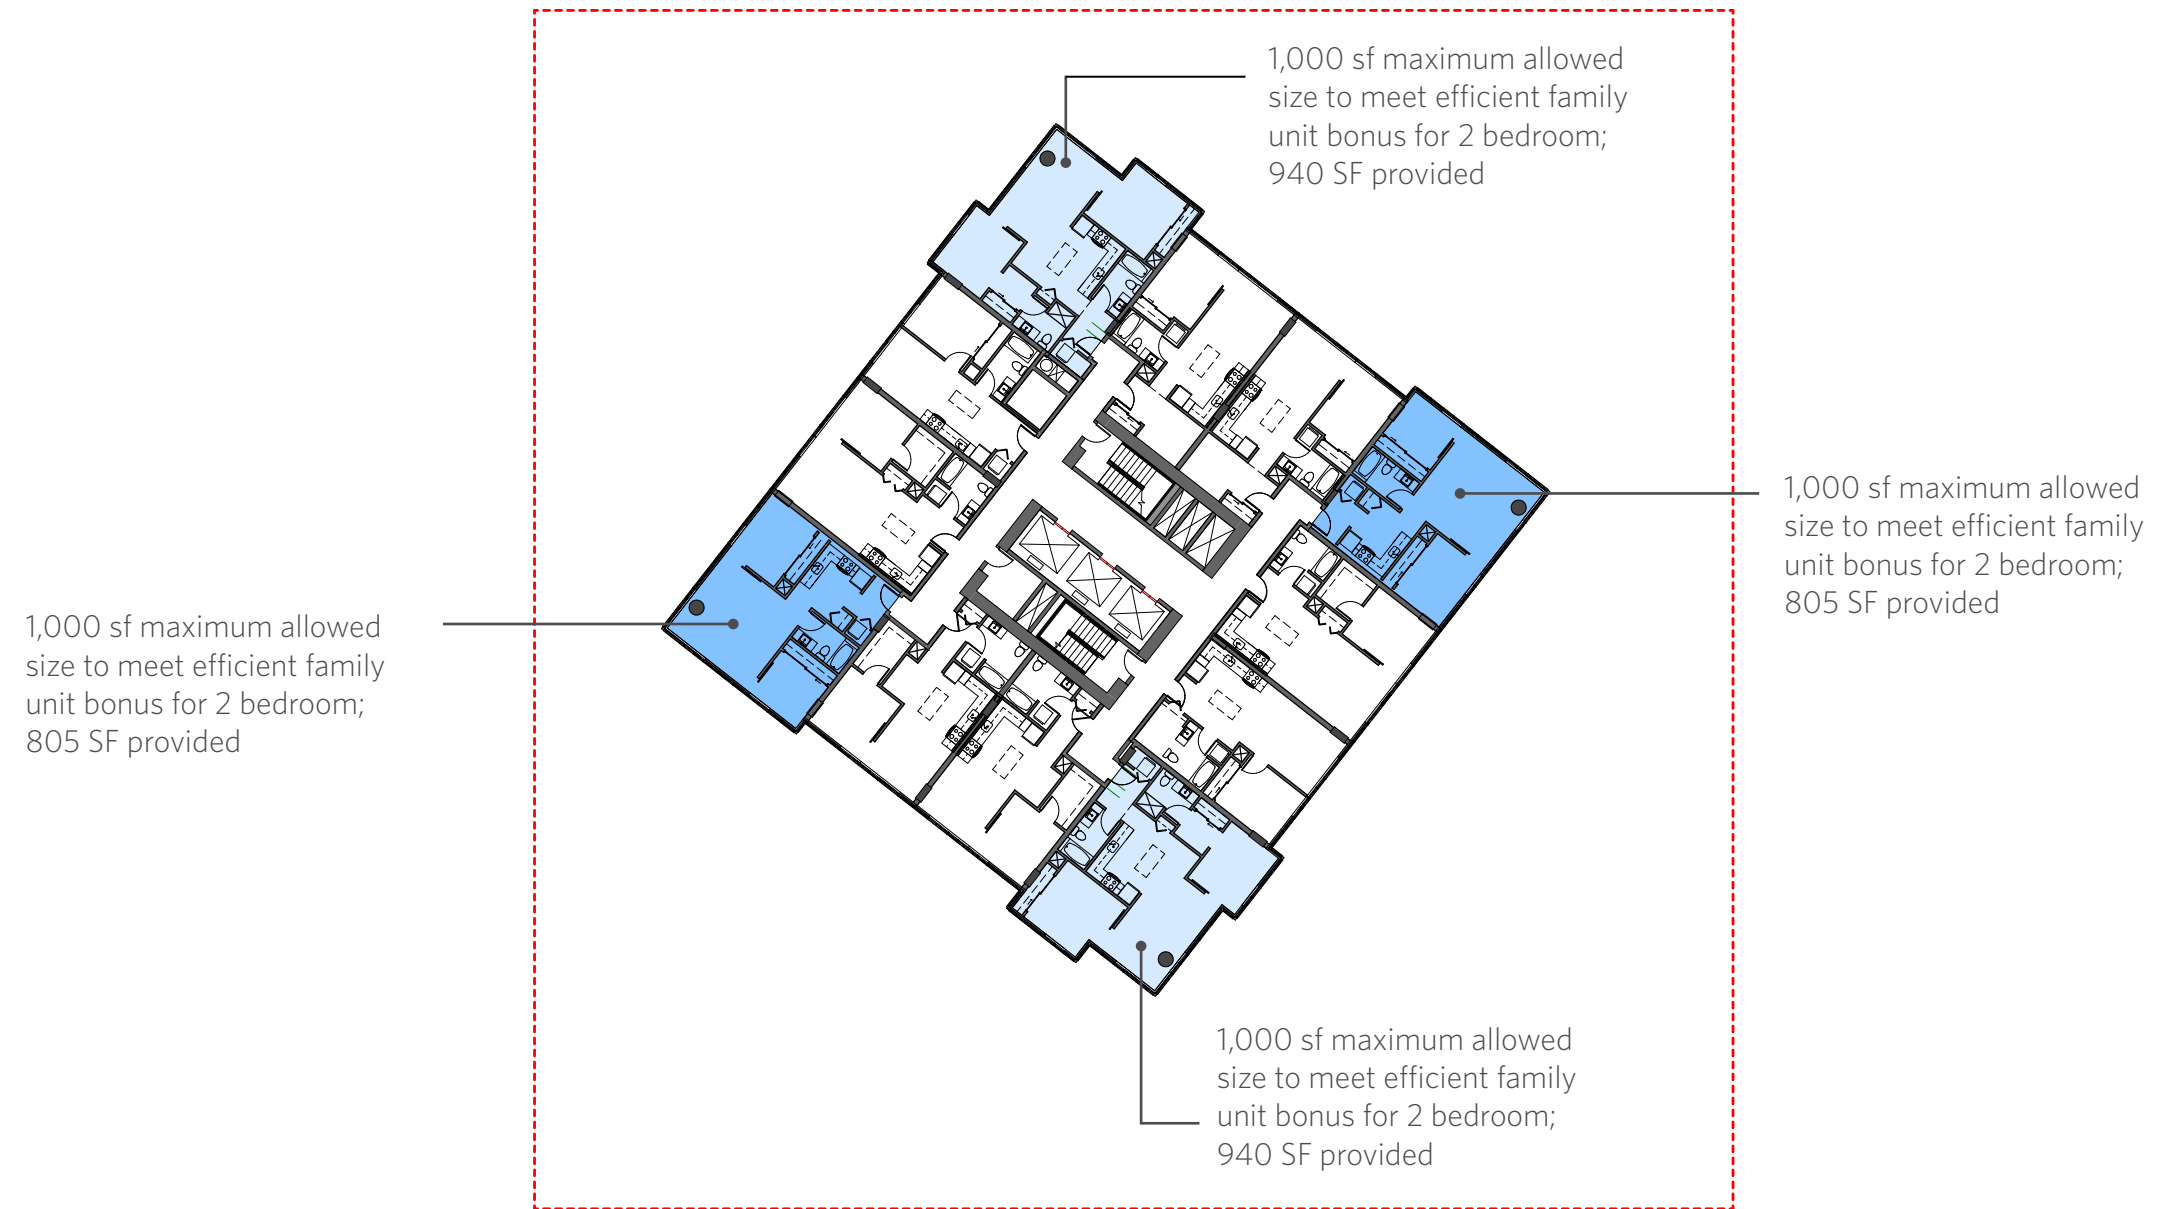 1,000 sf maximum allowed
size to meet efficient family
unit bonus for 2 bedroom;
940 SF provided
1,000 sf maximum allowed
size to meet efficient family
unit bonus for 2 bedroom;
805 SF provided
1,000 sf maximum allowed
size to meet efficient family
unit bonus for 2 bedroom;
805 SF provided
1,000 sf maximum allowed
size to meet efficient family
unit bonus for 2 bedroom;
940 SF provided